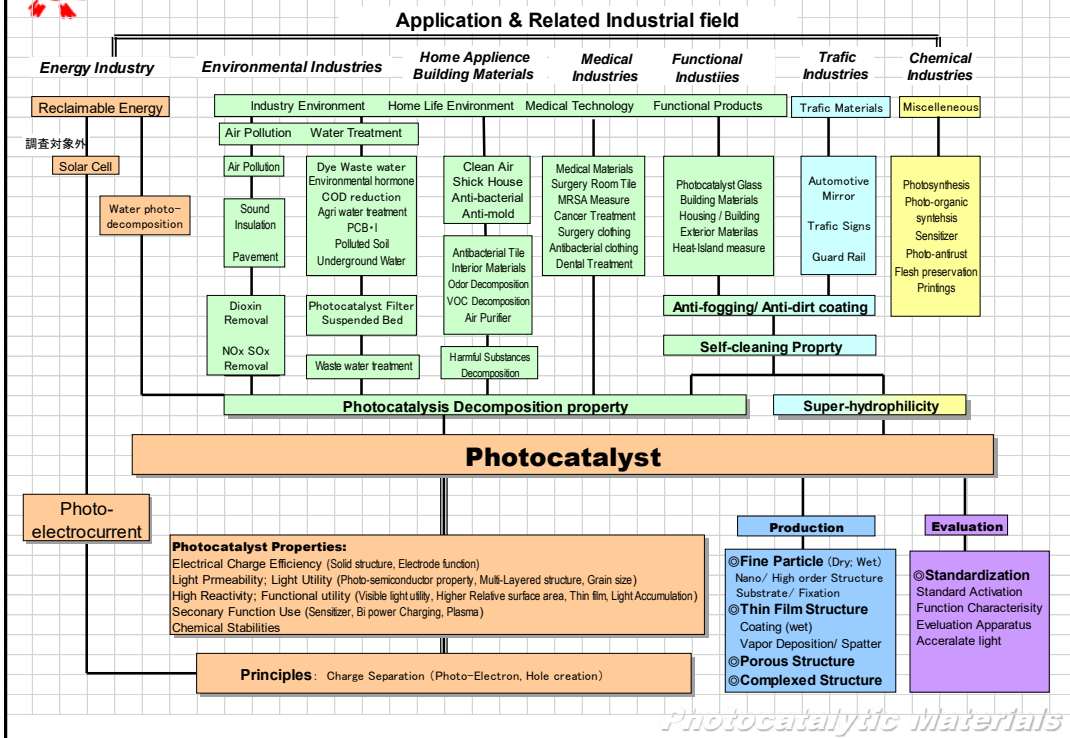 Application & Related Industrial field
Energy Industry
Environmental Industries
Home Applience
Building Materials
Medical
Industries
Functional
Industiies
Trafic
Industries
Chemical
Industries
Reclaimable Energy
Industry Environment
Home Life Environment
Medical Technology
Functional Products
Trafic Materials
Miscelleneous
調査対象外
Solar Cell
Water photo-
decomposition
Air Pollution
Water Treatment
Air Pollution
Sound
Insulation
Pavement
Dioxin
Removal
NOx SOx
Removal
Dye Waste water
Environmental hormone
COD reduction
Agri water treatment
PCB・l
Polluted Soil
Underground Water
Photocatalyst Filter
Suspended Bed
Waste water treatment
Clean Air
Shick House
Anti-bacterial
Anti-mold
Antibacterial Tile
Interior Materials
Odor Decomposition
VOC Decomposition
Air Purifier
Harmful Substances
Decomposition
Medical Materials
Surgery Room Tile
MRSA Measure
Cancer Treatment
Surgery clothing
Antibacterial clothing
Dental Treatment
Photocatalyst Glass
Building Materials
Housing / Building
Exterior Materilas
Heat-Island measure
Automotive
Mirror
Trafic Signs
Guard Rail
Photosynthesis
Photo-organic
syntehsis
Sensitizer
Photo-antirust
Flesh preservation
Printings
Anti-fogging/ Anti-dirt coating
Self-cleaning Proprty
Photocatalysis Decomposition property
Super-hydrophilicity
Photocatalyst
Photo-
electrocurrent
Photocatalyst Properties:
Electrical Charge Efficiency (Solid structure, Electrode function)
Light Prmeability; Light Utility (Photo-semiconductor property, Multi-Layered structure, Grain size)
High Reactivity; Functional utility (Visible light utility, Higher Relative surface area, Thin film, Light Accumulation)
Seconary Function Use (Sensitizer, Bi power Charging, Plasma)
Chemical Stabilities
Principles: Charge Separation (Photo-Electron, Hole creation)
Production
◎Fine Particle (Dry; Wet)
Nano/ High order Structure
Substrate/ Fixation
◎Thin Film Structure
Coating (wet)
Vapor Deposition/ Spatter
◎Porous Structure
◎Complexed Structure
Evaluation
◎Standardization
Standard Activation
Function Characterisity
Eveluation Apparatus
Acceralate light
Photocatalytic Materials